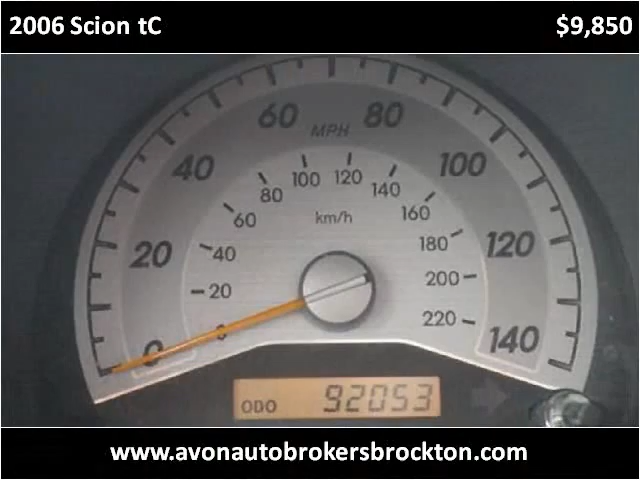 2006 Scion tC $9,850
60 MPH 80
40 100
100 120
80 140
60 160
km/h
20 40 180 120
20 200
220
0 0 140
ODO 92053
www.avonautobrokersbrockton.com